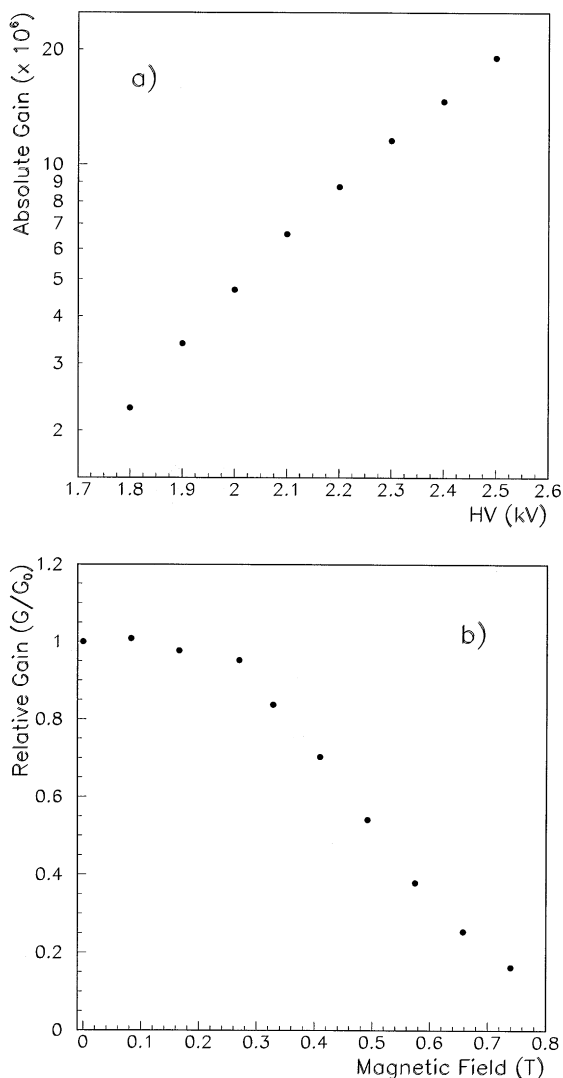 Absolute Gain (x 10⁶)
a)
20
10
9
8
7
6
5
4
3
2
1.7 1.8 1.9 2 2.1 2.2 2.3 2.4 2.5 2.6
HV (kV)
Relative Gain (G/G₀)
b)
1.2
1
0.8
0.6
0.4
0.2
0
0 0.1 0.2 0.3 0.4 0.5 0.6 0.7 0.8
Magnetic Field (T)